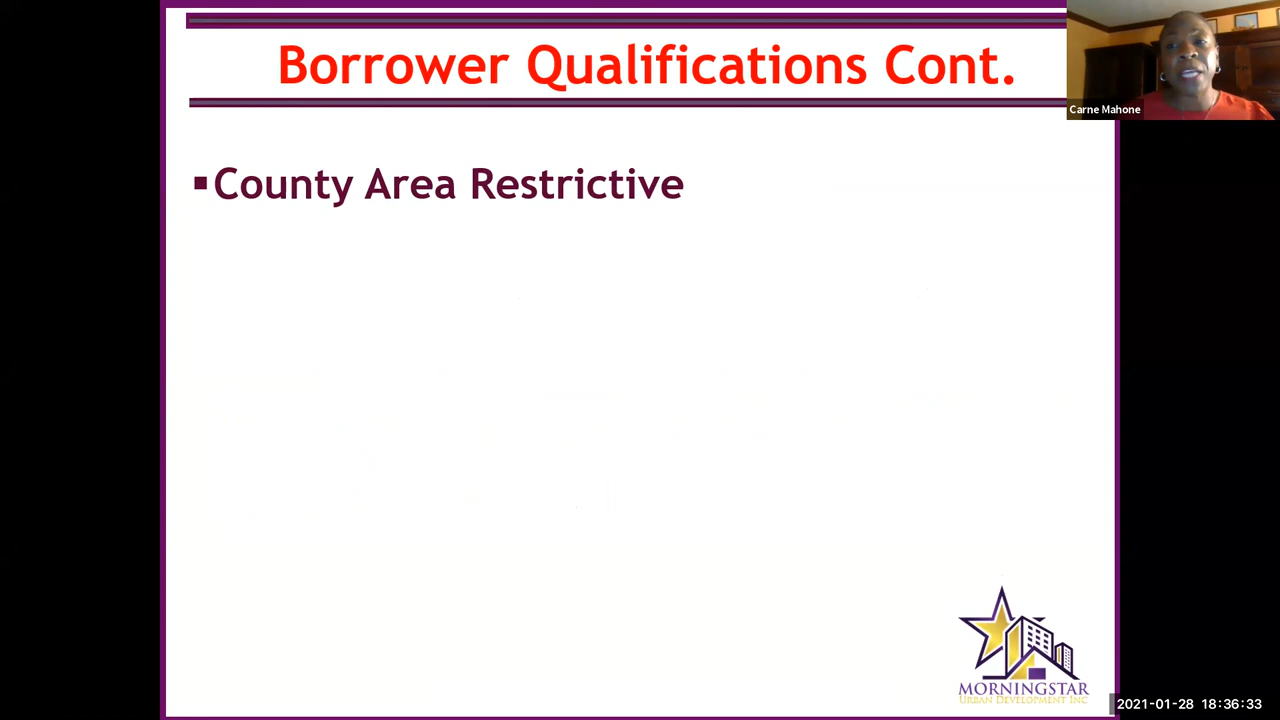 Borrower Qualifications Cont.
Carne Mahone
▪County Area Restrictive
MORNINGSTAR
URBAN DEVELOPMENT INC
2021-01-28 18:36:33